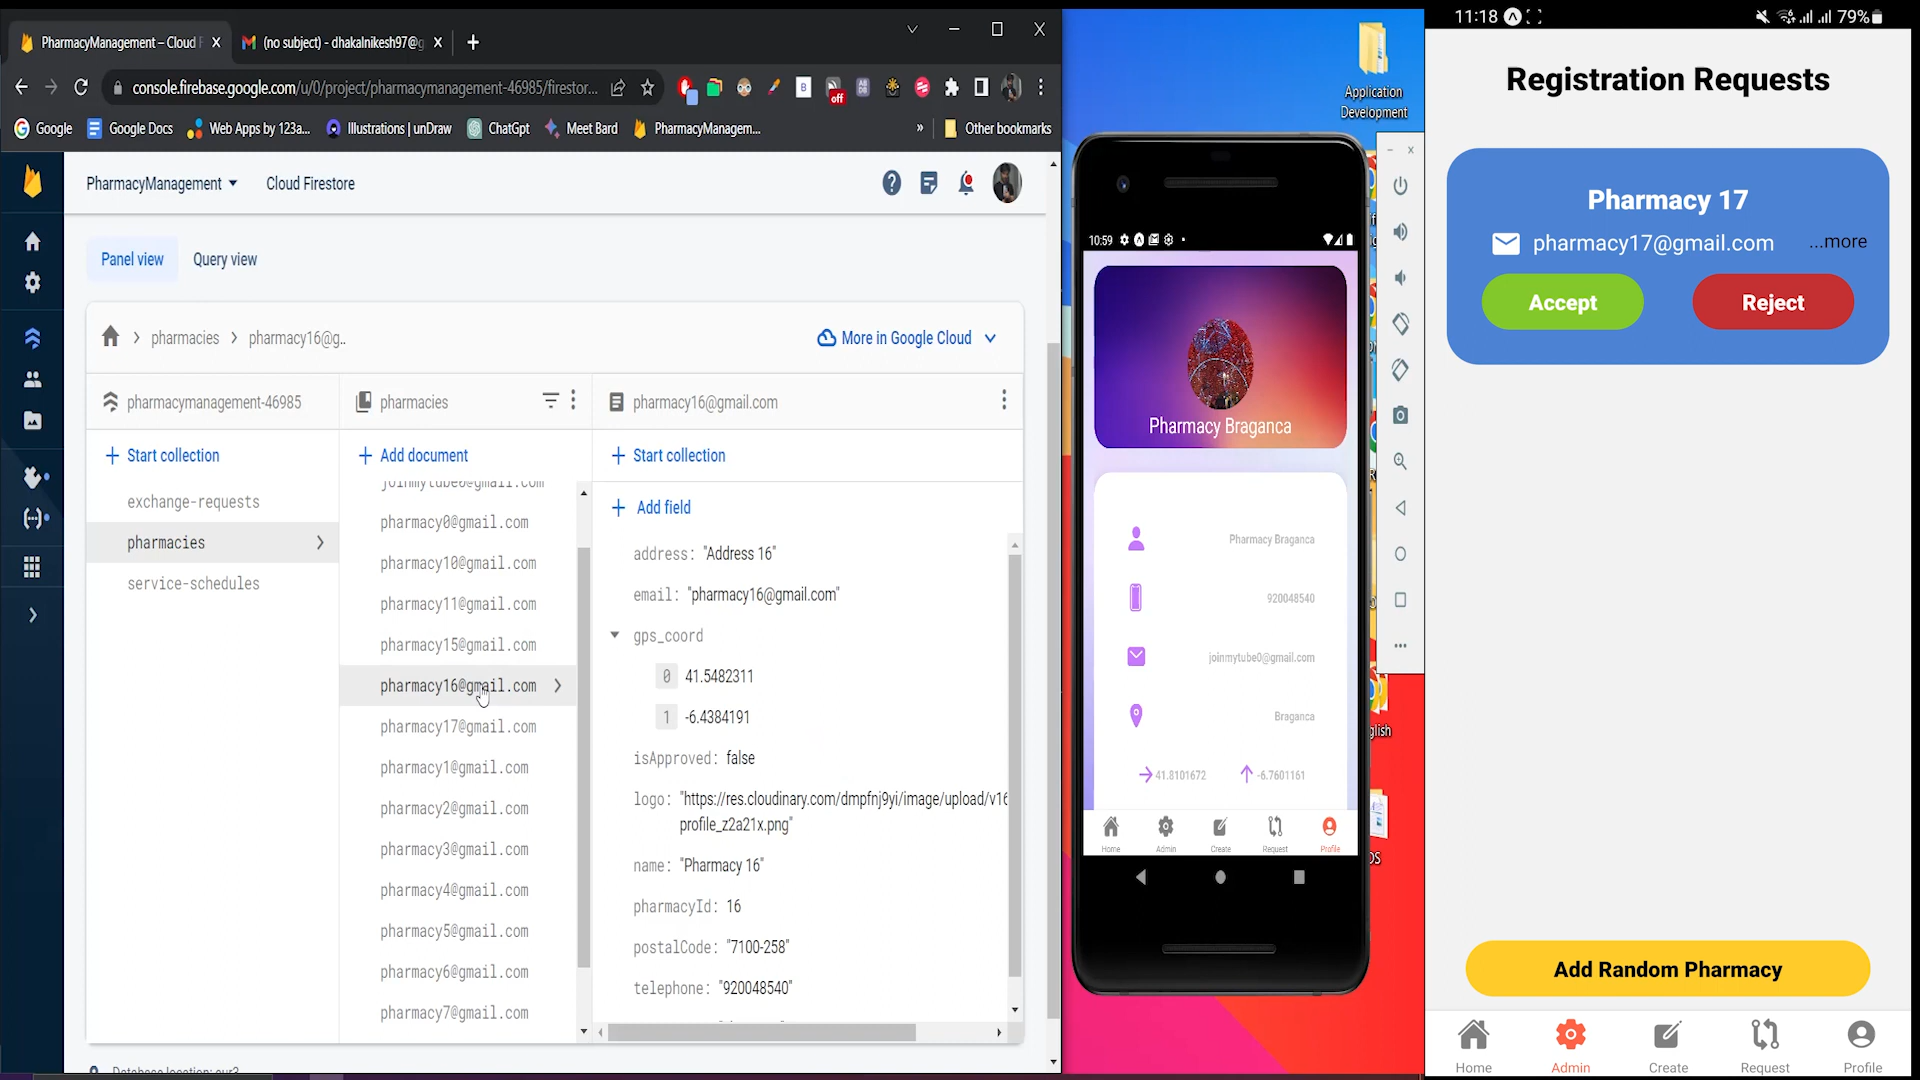 PharmacyManagement – Cloud F
(no subject) - dhakalnikesh97@g
console.firebase.google.com/u/0/project/pharmacymanagement-46985/firestor...
off
Google
Google Docs
Web Apps by 123a...
Illustrations | unDraw
ChatGpt
Meet Bard
PharmacyManagem...
»
Other bookmarks
PharmacyManagement
Cloud Firestore
Panel view
Query view
pharmacies
pharmacy16@g..
More in Google Cloud
pharmacymanagement-46985
pharmacies
pharmacy16@gmail.com
Start collection
Add document
Start collection
exchange-requests
pharmacies
service-schedules
joinmytube0@gmail.com
pharmacy0@gmail.com
pharmacy10@gmail.com
pharmacy11@gmail.com
pharmacy15@gmail.com
pharmacy16@gmail.com
pharmacy17@gmail.com
pharmacy1@gmail.com
pharmacy2@gmail.com
pharmacy3@gmail.com
pharmacy4@gmail.com
pharmacy5@gmail.com
pharmacy6@gmail.com
pharmacy7@gmail.com
Add field
address: "Address 16"
email: "pharmacy16@gmail.com"
gps_coord
0 41.5482311
1 -6.4384191
isApproved: false
logo: "https://res.cloudinary.com/dmpfnj9yi/image/upload/v16
profile_z2a21x.png"
name: "Pharmacy 16"
pharmacyId: 16
postalCode: "7100-258"
telephone: "920048540"
Database location: eur3
Application
Development
10:59
Pharmacy Braganca
Pharmacy Braganca
920048540
joinmytube0@gmail.com
Braganca
41.8101672
-6.7601161
Home
Admin
Create
Request
Profile
11:18
79%
Registration Requests
Pharmacy 17
pharmacy17@gmail.com
...more
Accept
Reject
Add Random Pharmacy
Home
Admin
Create
Request
Profile